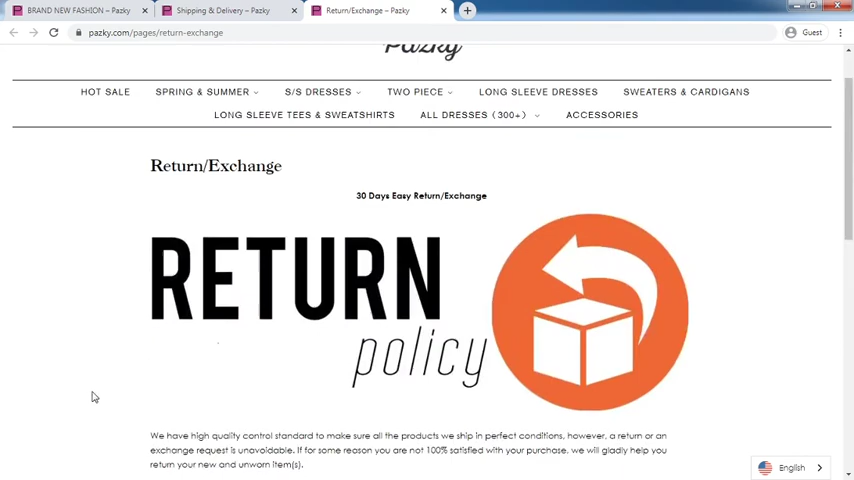 BRAND NEW FASHION – Pazky
Shipping & Delivery – Pazky
Return/Exchange – Pazky
pazky.com/pages/return-exchange
Guest
Pazky
HOT SALE SPRING & SUMMER S/S DRESSES TWO PIECE LONG SLEEVE DRESSES SWEATERS & CARDIGANS
LONG SLEEVE TEES & SWEATSHIRTS ALL DRESSES（300+） ACCESSORIES
Return/Exchange
30 Days Easy Return/Exchange
RETURN
policy
We have high quality control standard to make sure all the products we ship in perfect conditions, however, a return or an
exchange request is unavoidable. If for some reason you are not 100% satisfied with your purchase, we will gladly help you
return your new and unworn item(s).
English